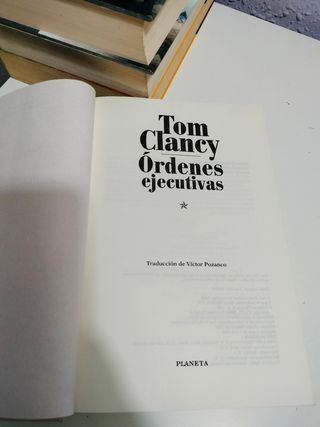 Tom
Clancy
Órdenes
ejecutivas
Traducción de Víctor Pozanco
PLANETA